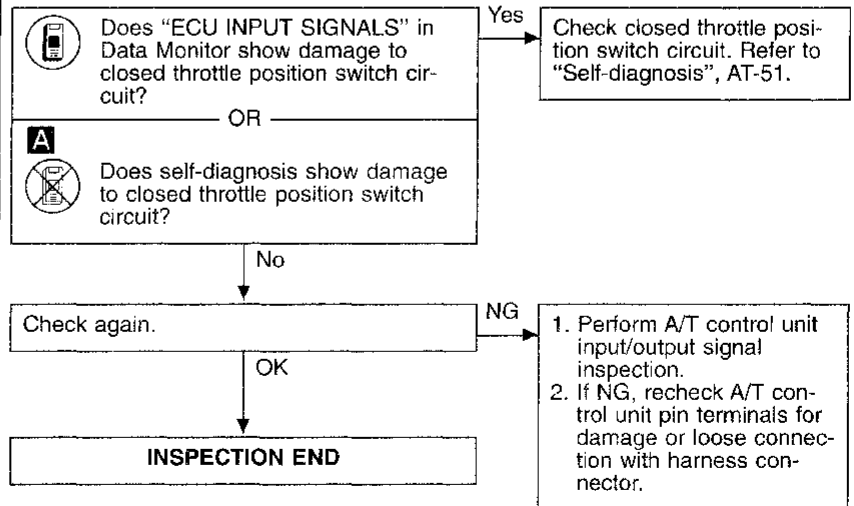 Does “ECU INPUT SIGNALS” in
Data Monitor show damage to
closed throttle position switch cir-
cuit?
Yes
Check closed throttle posi-
tion switch circuit. Refer to
“Self-diagnosis”, AT-51.
OR
A
Does self-diagnosis show damage
to closed throttle position switch
circuit?
No
Check again.
NG
1. Perform A/T control unit
input/output signal
inspection.
2. If NG, recheck A/T con-
trol unit pin terminals for
damage or loose connec-
tion with harness con-
nector.
OK
INSPECTION END